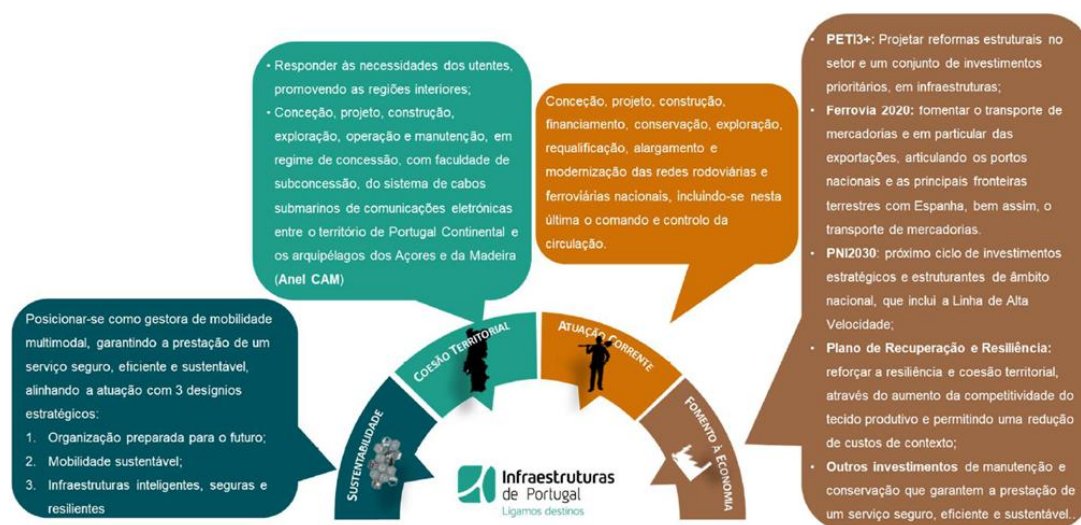 Posicionar-se como gestora de mobilidade
multimodal, garantindo a prestação de um
serviço seguro, eficiente e sustentável,
alinhando a atuação com 3 desígnios
estratégicos:
1. Organização preparada para o futuro;
2. Mobilidade sustentável;
3. Infraestruturas inteligentes, seguras e
resilientes
SUSTENTABILIDADE
• Responder às necessidades dos utentes,
promovendo as regiões interiores;
• Conceção, projeto, construção,
exploração, operação e manutenção, em
regime de concessão, com faculdade de
subconcessão, do sistema de cabos
submarinos de comunicações eletrónicas
entre o território de Portugal Continental e
os arquipélagos dos Açores e da Madeira
(Anel CAM)
COESÃO TERRITORIAL
Conceção, projeto, construção,
financiamento, conservação, exploração,
requalificação, alargamento e
modernização das redes rodoviárias e
ferroviárias nacionais, incluindo-se nesta
última o comando e controlo da
circulação.
ATUAÇÃO CORRENTE
• PETI3+: Projetar reformas estruturais no
setor e um conjunto de investimentos
prioritários, em infraestruturas;
• Ferrovia 2020: fomentar o transporte de
mercadorias e em particular das
exportações, articulando os portos
nacionais e as principais fronteiras
terrestres com Espanha, bem assim, o
transporte de mercadorias.
• PNI2030: próximo ciclo de investimentos
estratégicos e estruturantes de âmbito
nacional, que inclui a Linha de Alta
Velocidade;
• Plano de Recuperação e Resiliência:
reforçar a resiliência e coesão territorial,
através do aumento da competitividade do
tecido produtivo e permitindo uma redução
de custos de contexto;
• Outros investimentos de manutenção e
conservação que garantem a prestação de
um serviço seguro, eficiente e sustentável..
FOMENTO À ECONOMIA
Infraestruturas
de Portugal
Ligamos destinos